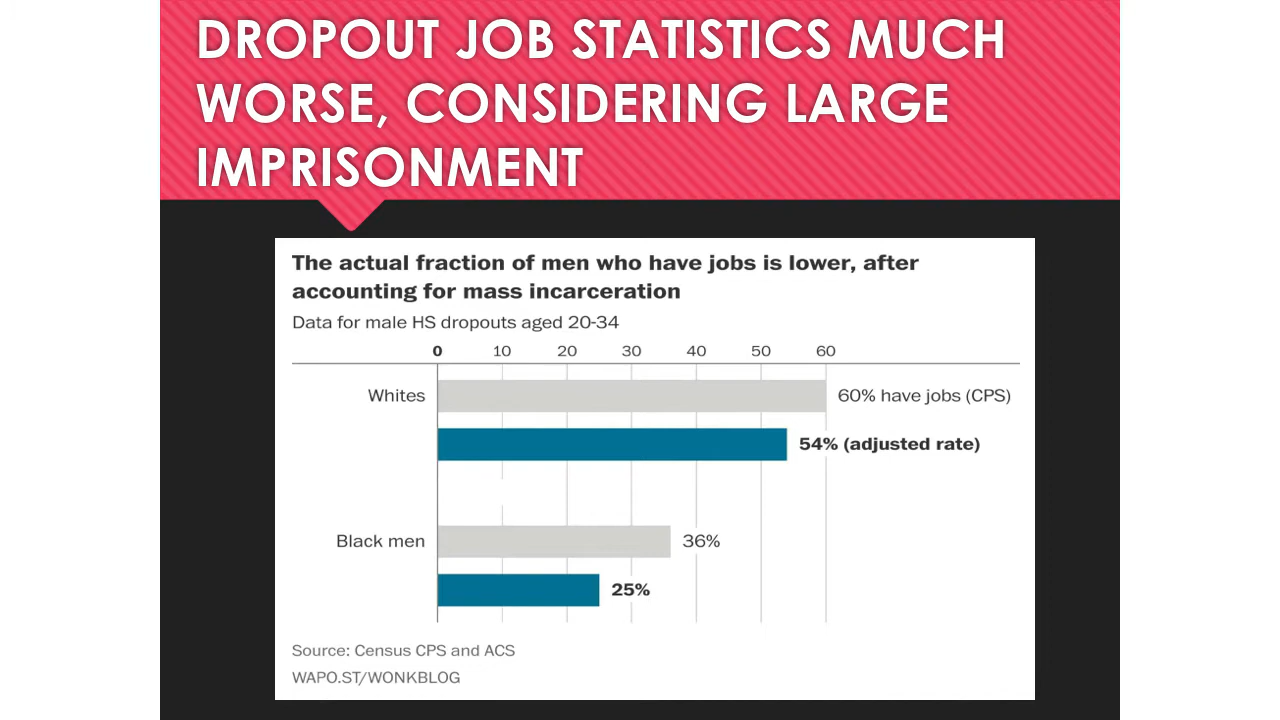 DROPOUT JOB STATISTICS MUCH
WORSE, CONSIDERING LARGE
IMPRISONMENT
The actual fraction of men who have jobs is lower, after
accounting for mass incarceration
Data for male HS dropouts aged 20-34
0 10 20 30 40 50 60
Whites 60% have jobs (CPS)
54% (adjusted rate)
Black men 36%
25%
Source: Census CPS and ACS
WAPO.ST/WONKBLOG